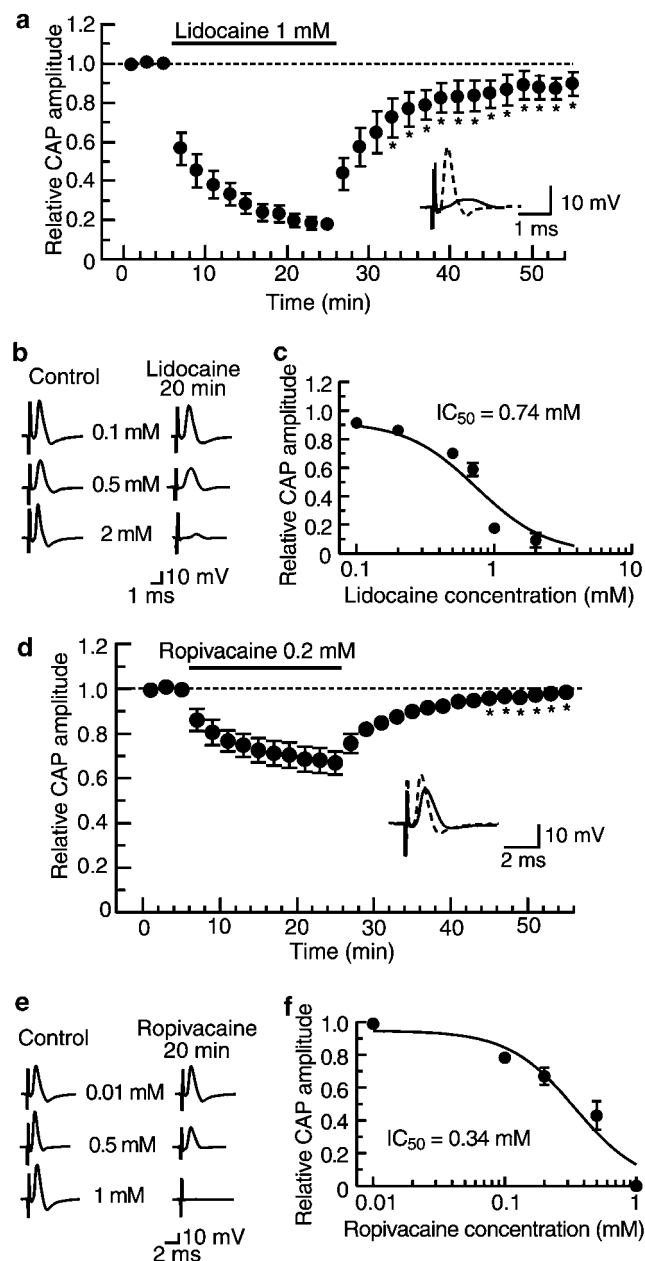 a
Lidocaine 1 mM
Relative CAP amplitude
1.2
1.0
0.8
0.6
0.4
0.2
0
* * * * * * * * * * * *
10 mV
1 ms
0 10 20 30 40 50
Time (min)
b
Control
Lidocaine
20 min
0.1 mM
0.5 mM
2 mM
10 mV
1 ms
c
Relative CAP amplitude
1.2
1.0
0.8
0.6
0.4
0.2
0
IC50 = 0.74 mM
0.1 1 10
Lidocaine concentration (mM)
d
Ropivacaine 0.2 mM
Relative CAP amplitude
1.2
1.0
0.8
0.6
0.4
0.2
0
* * * * * *
10 mV
2 ms
0 10 20 30 40 50
Time (min)
e
Control
Ropivacaine
20 min
0.01 mM
0.5 mM
1 mM
10 mV
2 ms
f
Relative CAP amplitude
1.0
0.8
0.6
0.4
0.2
0
IC50 = 0.34 mM
0.01 0.1 1
Ropivacaine concentration (mM)